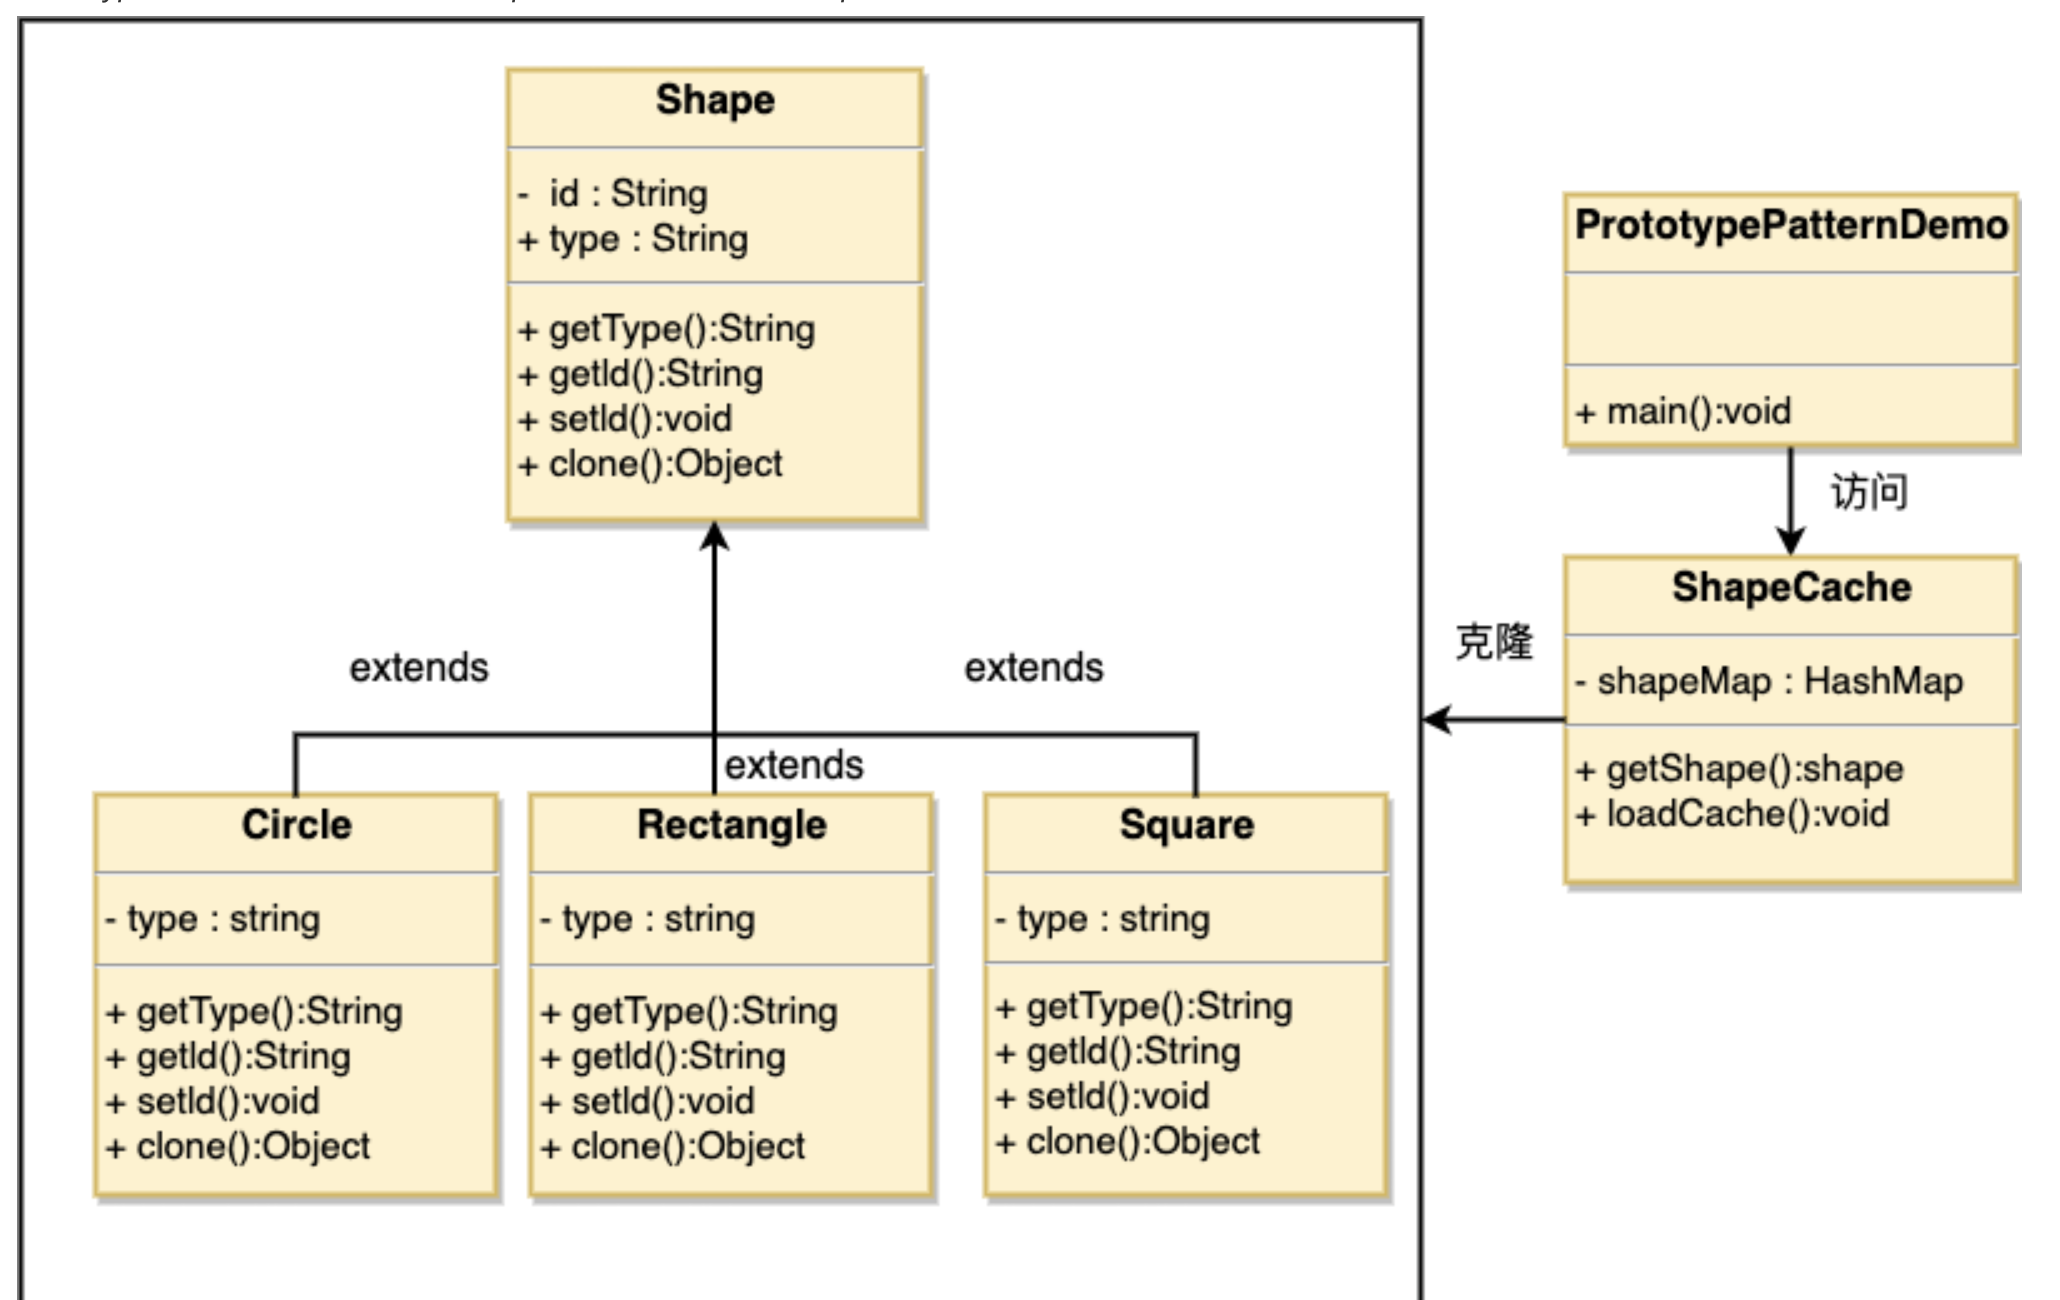 Shape
- id : String
+ type : String
+ getType():String
+ getId():String
+ setId():void
+ clone():Object
extends
extends
extends
Circle
- type : string
+ getType():String
+ getId():String
+ setId():void
+ clone():Object
Rectangle
- type : string
+ getType():String
+ getId():String
+ setId():void
+ clone():Object
Square
- type : string
+ getType():String
+ getId():String
+ setId():void
+ clone():Object
PrototypePatternDemo
+ main():void
访问
ShapeCache
- shapeMap : HashMap
+ getShape():shape
+ loadCache():void
克隆